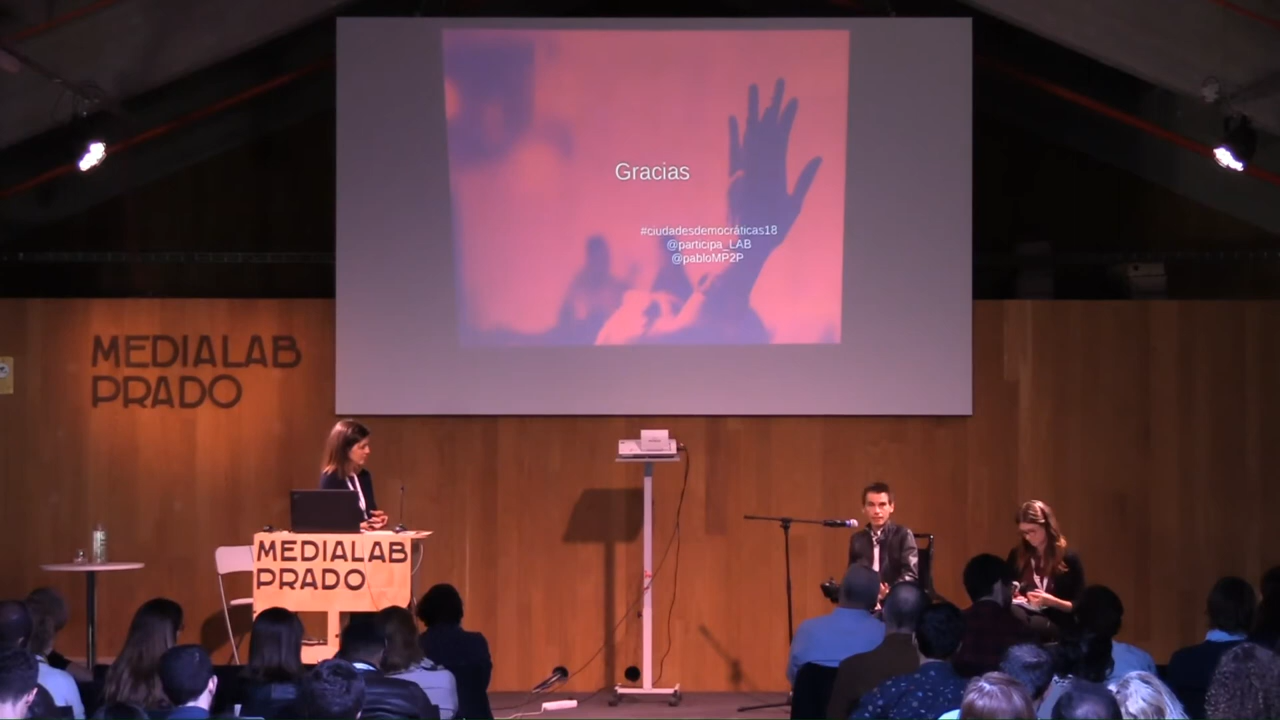 Gracias
#ciudadesdemocráticas18
@participa_LAB
@pabloMP2P
MEDIALAB
PRADO
MEDIALAB
PRADO